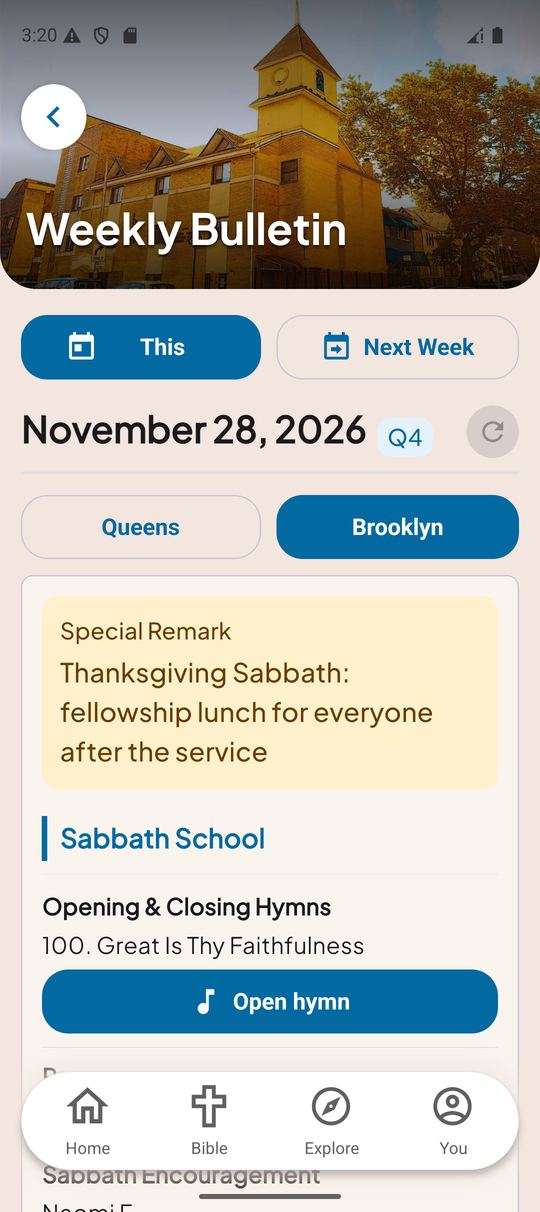 3:20
Weekly Bulletin
This
Next Week
November 28, 2026
Q4
Queens
Brooklyn
Special Remark
Thanksgiving Sabbath:
fellowship lunch for everyone
after the service
Sabbath School
Opening & Closing Hymns
100. Great Is Thy Faithfulness
Open hymn
Home
Bible
Explore
You
Sabbath Encouragement